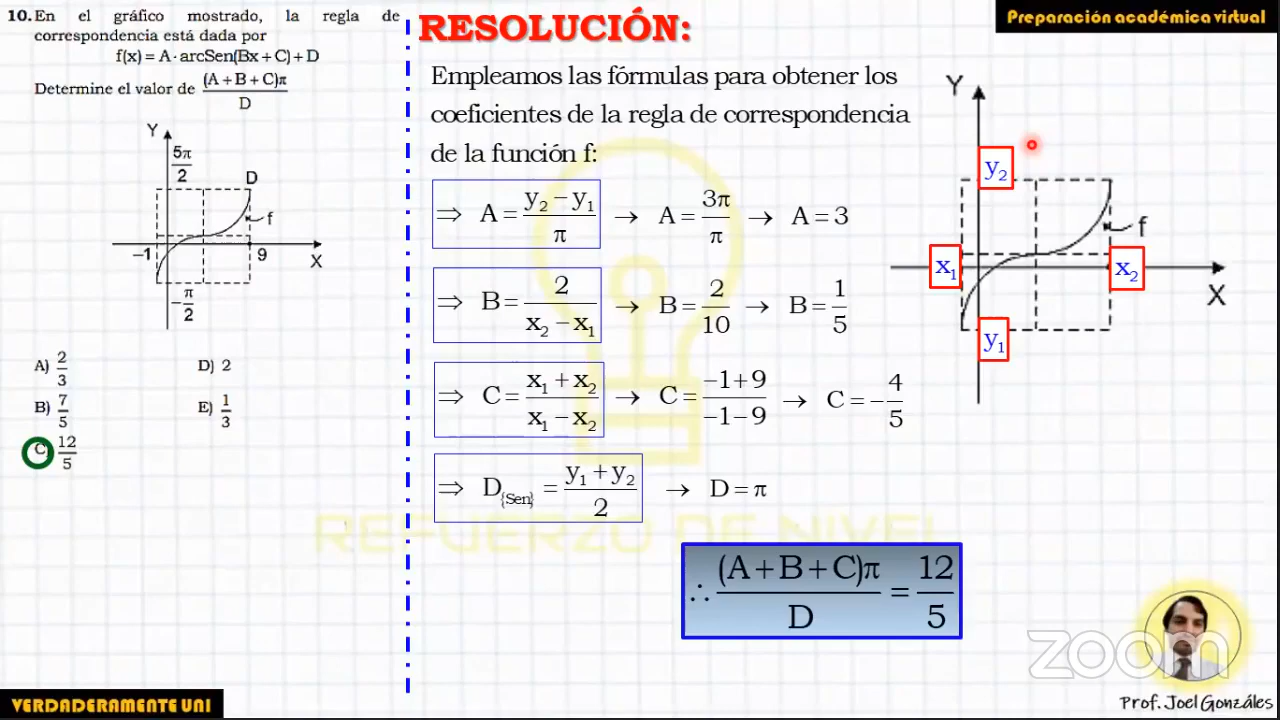 10. En el gráfico mostrado, la regla de
correspondencia está dada por
f(x) = A · arcSen(Bx + C) + D
Determine el valor de (A + B + C)π / D
Y
5π/2
D
f
−1
9
X
−π/2
A) 2/3
D) 2
B) 7/5
E) 1/3
C) 12/5
RESOLUCIÓN:
Empleamos las fórmulas para obtener los
coeficientes de la regla de correspondencia
de la función f:
⇒ A = (y₂ − y₁)/π → A = 3π/π → A = 3
⇒ B = 2/(x₂ − x₁) → B = 2/10 → B = 1/5
⇒ C = (x₁ + x₂)/(x₁ − x₂) → C = (−1 + 9)/(−1 − 9) → C = −4/5
⇒ D{Sen} = (y₁ + y₂)/2 → D = π
∴ (A + B + C)π / D = 12/5
Preparación académica virtual
Y
y₂
f
x₁
x₂
X
y₁
REFUERZO DE NIVEL
zoom
Prof. Joel Gonzáles
VERDADERAMENTE UNI